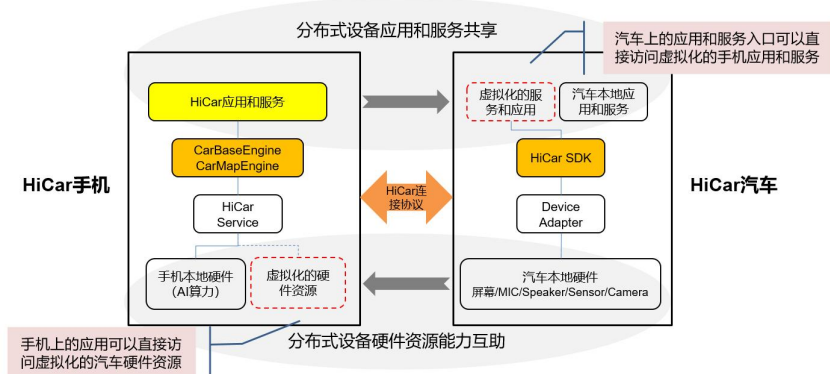 分布式设备应用和服务共享
汽车上的应用和服务入口可以直
接访问虚拟化的手机应用和服务
HiCar应用和服务
虚拟化的服
务和应用
汽车本地应
用和服务
CarBaseEngine
CarMapEngine
HiCar SDK
HiCar手机
HiCar连
接协议
HiCar汽车
HiCar
Service
Device
Adapter
手机本地硬件
(AI算力)
虚拟化的硬
件资源
汽车本地硬件
屏幕/MIC/Speaker/Sensor/Camera
手机上的应用可以直接访
问虚拟化的汽车硬件资源
分布式设备硬件资源能力互助